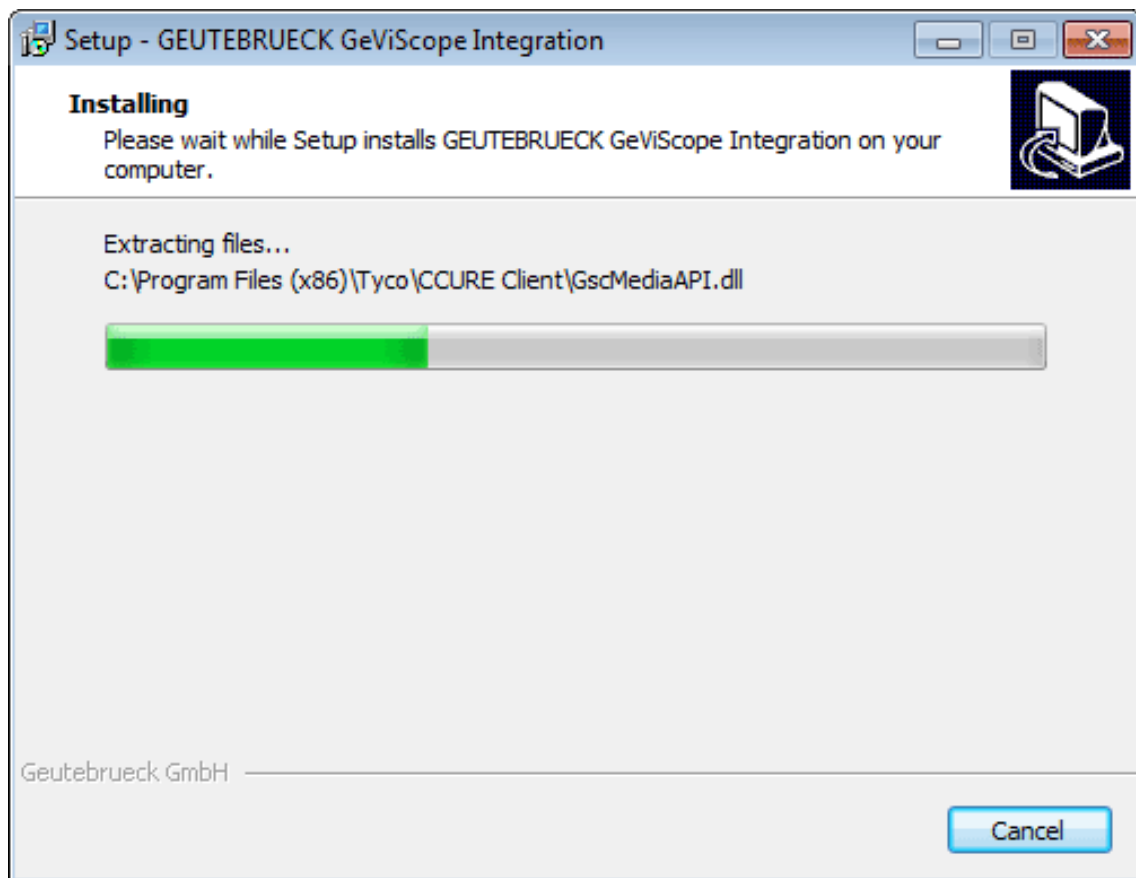 Setup - GEUTEBRUECK GeViScope Integration
Installing
Please wait while Setup installs GEUTEBRUECK GeViScope Integration on your
computer.
Extracting files...
C:\Program Files (x86)\Tyco\CCURE Client\GscMediaAPI.dll
Geutebrueck GmbH
Cancel